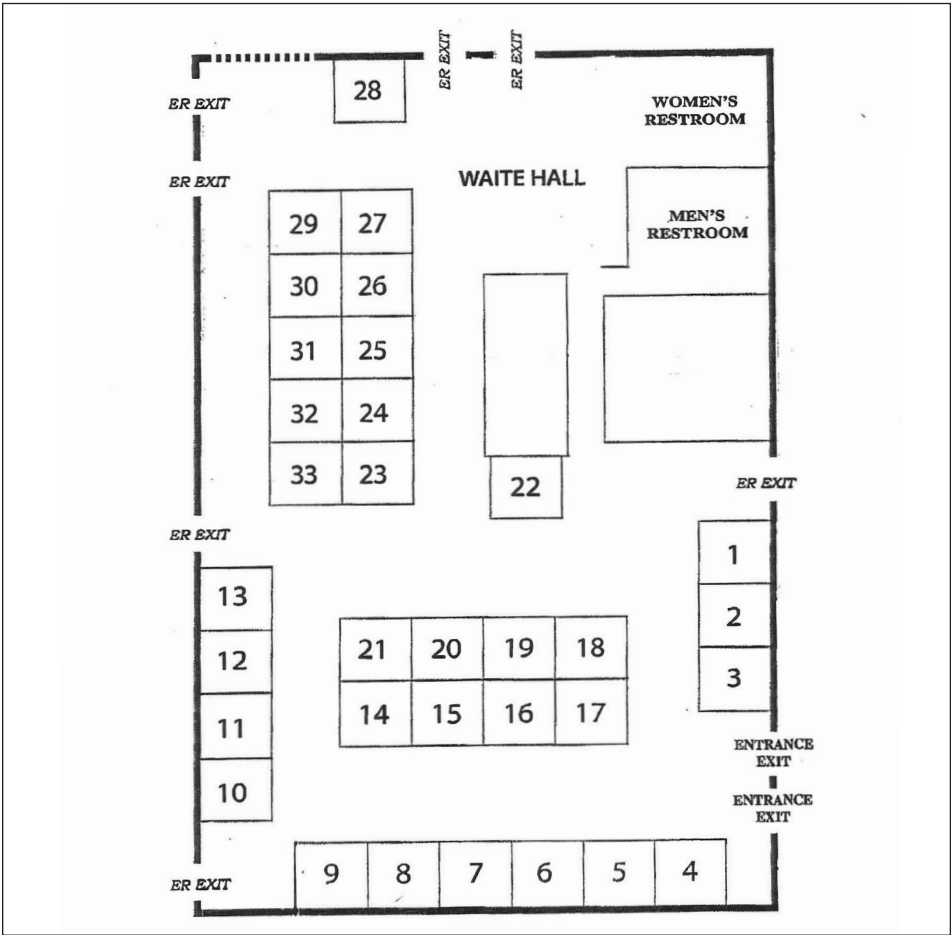 ER EXIT
ER EXIT
28
ER EXIT
WOMEN'S
RESTROOM
ER EXIT
WAITE HALL
MEN'S
RESTROOM
29 27
30 26
31 25
32 24
33 23
22
ER EXIT
ER EXIT
1
2
3
13
12
11
10
21 20 19 18
14 15 16 17
ENTRANCE
EXIT
ENTRANCE
EXIT
ER EXIT
9 8 7 6 5 4